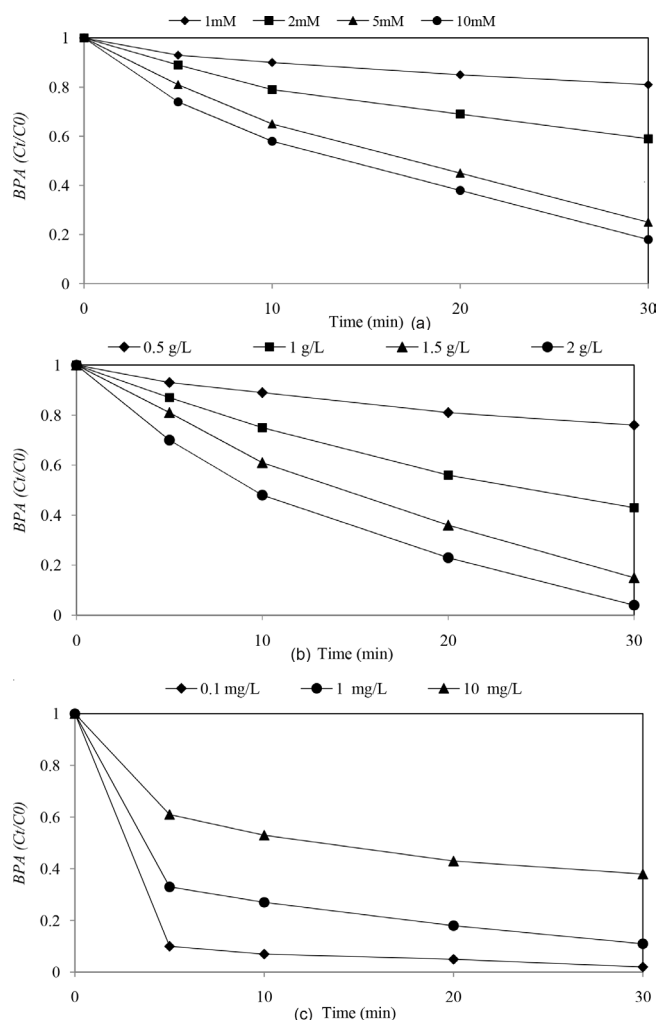 1mM 2mM 5mM 10mM
1
0.8
0.6
0.4
0.2
0
BPA (Ct/C0)
0 10 20 30
Time (min) (a)
0.5 g/L 1 g/L 1.5 g/L 2 g/L
1
0.8
0.6
0.4
0.2
0
BPA (Ct/C0)
0 10 20 30
(b) Time (min)
0.1 mg/L 1 mg/L 10 mg/L
1
0.8
0.6
0.4
0.2
0
BPA (Ct/C0)
0 10 20 30
(c) Time (min)